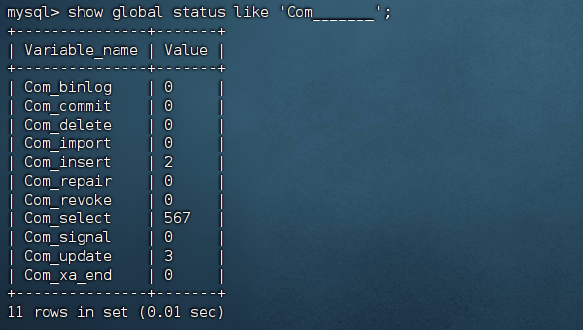 mysql> show global status like 'Com_______';
+---------------+-------+
| Variable_name | Value |
+---------------+-------+
| Com_binlog    | 0     |
| Com_commit    | 0     |
| Com_delete    | 0     |
| Com_import    | 0     |
| Com_insert    | 2     |
| Com_repair    | 0     |
| Com_revoke    | 0     |
| Com_select    | 567   |
| Com_signal    | 0     |
| Com_update    | 3     |
| Com_xa_end    | 0     |
+---------------+-------+
11 rows in set (0.01 sec)